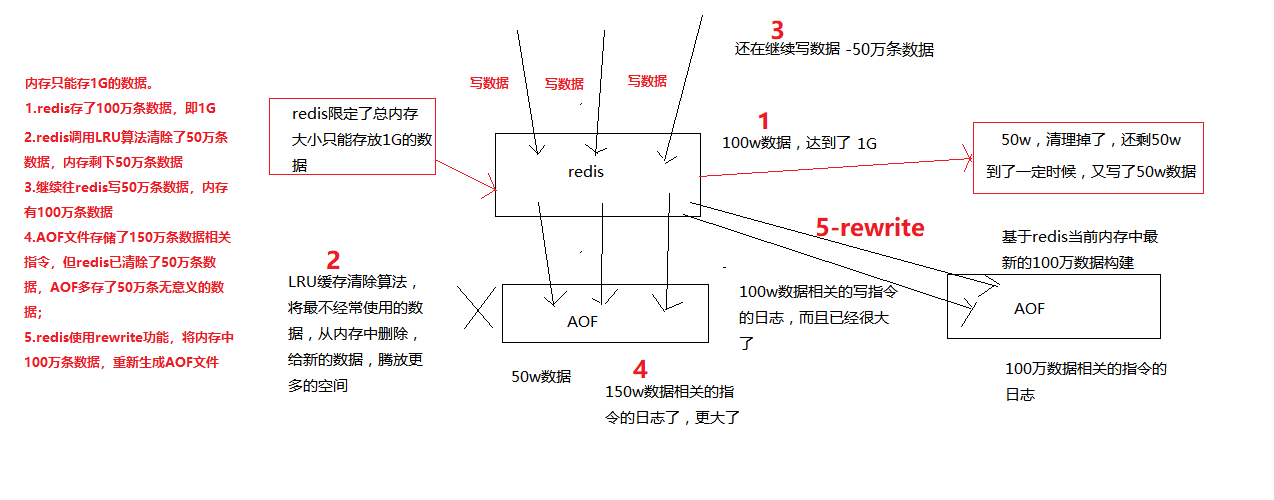 内存只能存1G的数据。
1.redis存了100万条数据，即1G
2.redis调用LRU算法清除了50万条
数据，内存剩下50万条数据
3.继续往redis写50万条数据，内存
有100万条数据
4.AOF文件存储了150万条数据相关
指令，但redis已清除了50万条数
据，AOF多存了50万条无意义的数
据；
5.redis使用rewrite功能，将内存中
100万条数据，重新生成AOF文件
redis限定了总内存
大小只能存放1G的数
据
写数据
写数据
写数据
3
还在继续写数据 -50万条数据
redis
1
100w数据，达到了 1G
50w，清理掉了，还剩50w
到了一定时候，又写了50w数据
2
LRU缓存清除算法，
将最不经常使用的数
据，从内存中删除，
给新的数据，腾放更
多的空间
AOF
50w数据
4
150w数据相关的指
令的日志了，更大了
100w数据相关的写指令
的日志，而且已经很大
了
5-rewrite
基于redis当前内存中最
新的100万数据构建
AOF
100万数据相关的指令的
日志